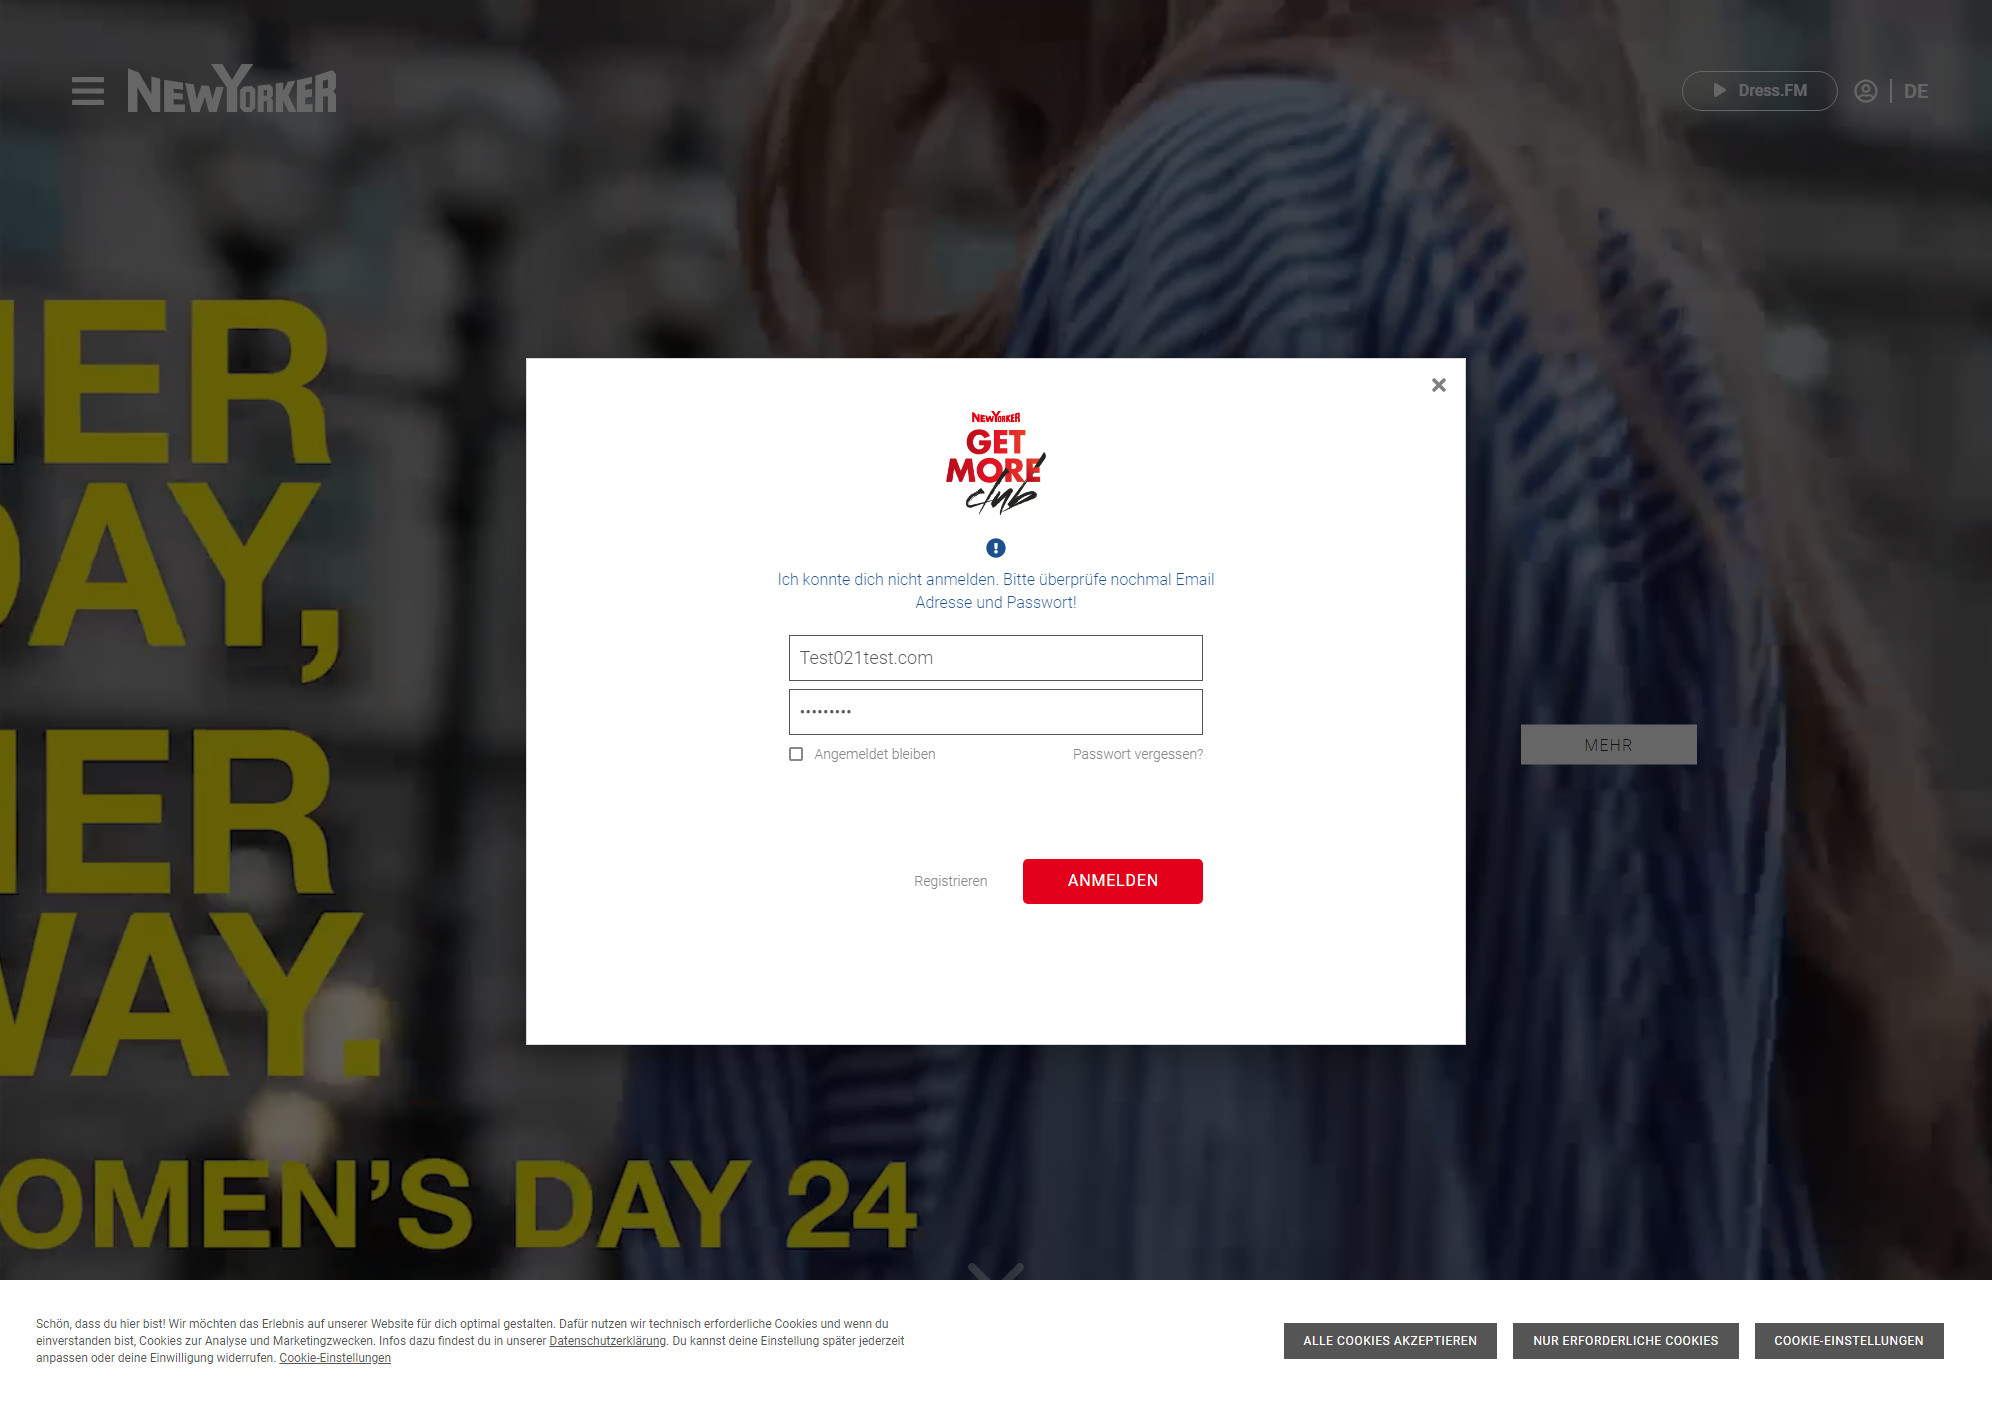 NEWYORKER
Dress.FM
DE
HER
DAY,
HER
WAY.
WOMEN'S DAY 24
NEWYORKER
GET
MORE
club
Ich konnte dich nicht anmelden. Bitte überprüfe nochmal Email
Adresse und Passwort!
Test021test.com
•••••••••
Angemeldet bleiben
Passwort vergessen?
Registrieren
ANMELDEN
MEHR
Schön, dass du hier bist! Wir möchten das Erlebnis auf unserer Website für dich optimal gestalten. Dafür nutzen wir technisch erforderliche Cookies und wenn du
einverstanden bist, Cookies zur Analyse und Marketingzwecken. Infos dazu findest du in unserer Datenschutzerklärung. Du kannst deine Einstellung später jederzeit
anpassen oder deine Einwilligung widerrufen. Cookie-Einstellungen
ALLE COOKIES AKZEPTIEREN
NUR ERFORDERLICHE COOKIES
COOKIE-EINSTELLUNGEN